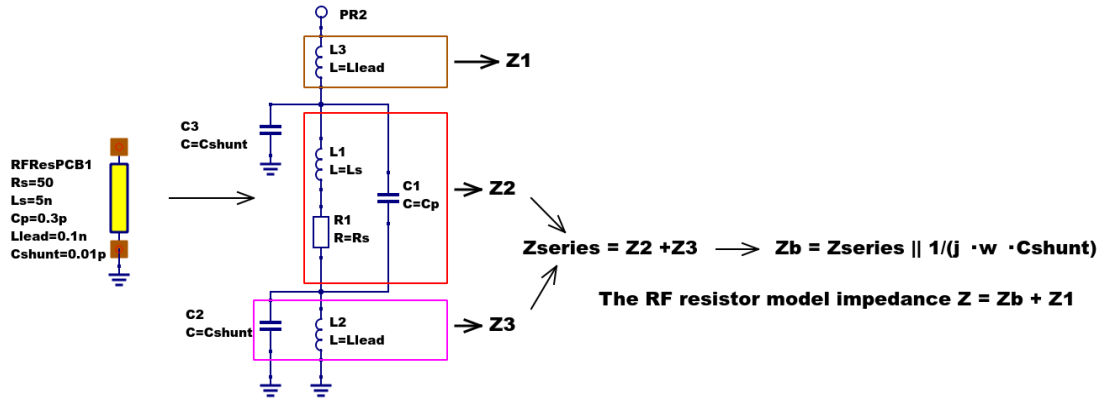 PR2
L3
L=Llead
Z1
C3
C=Cshunt
L1
L=Ls
C1
C=Cp
Z2
RFResPCB1
Rs=50
Ls=5n
Cp=0.3p
Llead=0.1n
Cshunt=0.01p
R1
R=Rs
Zseries = Z2 +Z3
Zb = Zseries || 1/(j ·w ·Cshunt)
The RF resistor model impedance Z = Zb + Z1
C2
C=Cshunt
L2
L=Llead
Z3